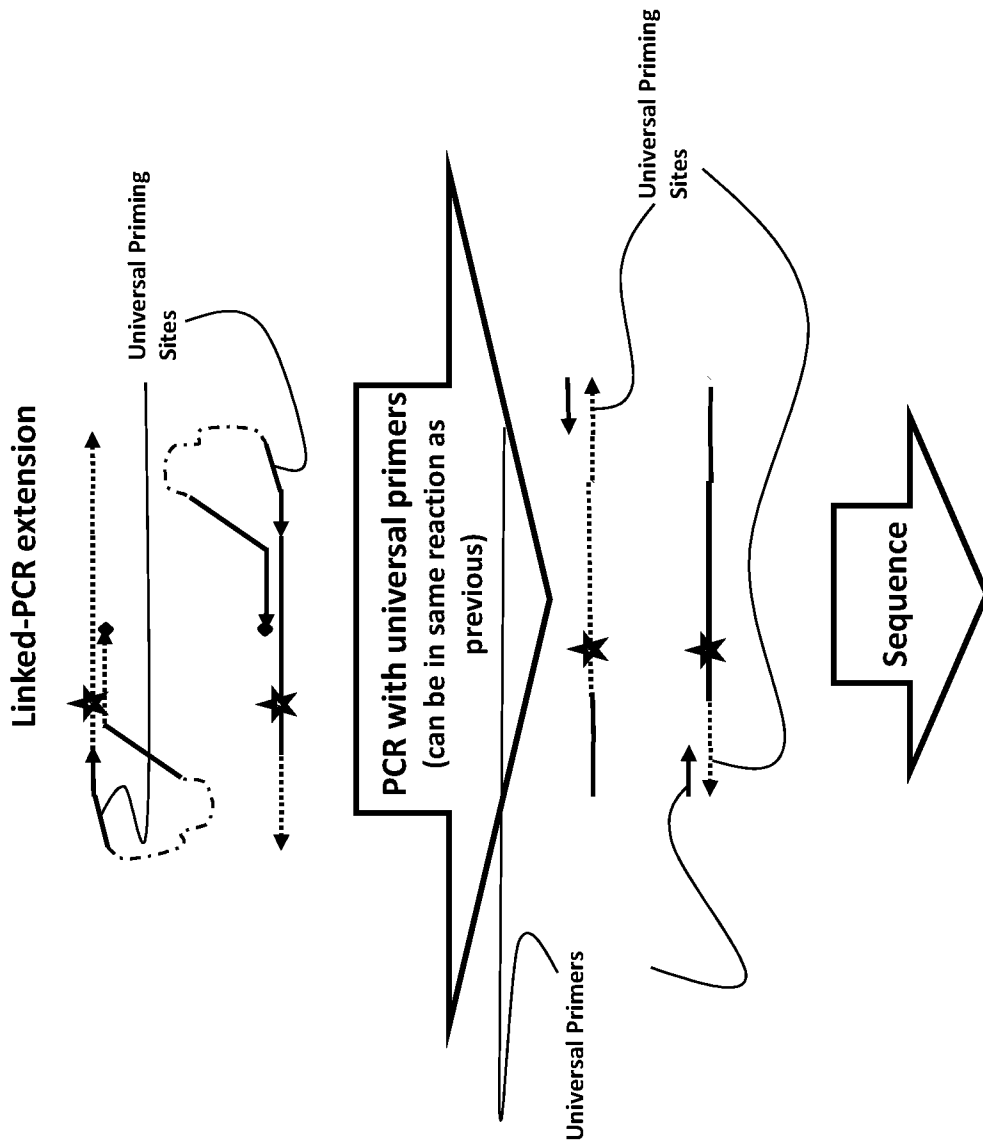 Linked-PCR extension
Universal Priming
Sites
PCR with universal primers
(can be in same reaction as
previous)
Universal Primers
Universal Priming
Sites
Sequence